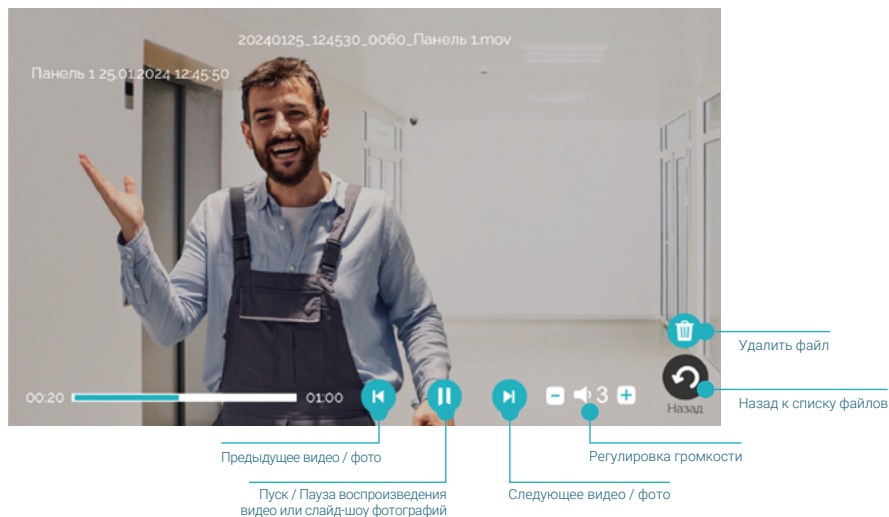 20240125_124530_0060_Панель 1.mov
Панель 1 25.01.2024 12:45:50
Удалить файл
00:20
01:00
3
Назад
Назад к списку файлов
Предыдущее видео / фото
Регулировка громкости
Пуск / Пауза воспроизведения
видео или слайд-шоу фотографий
Следующее видео / фото